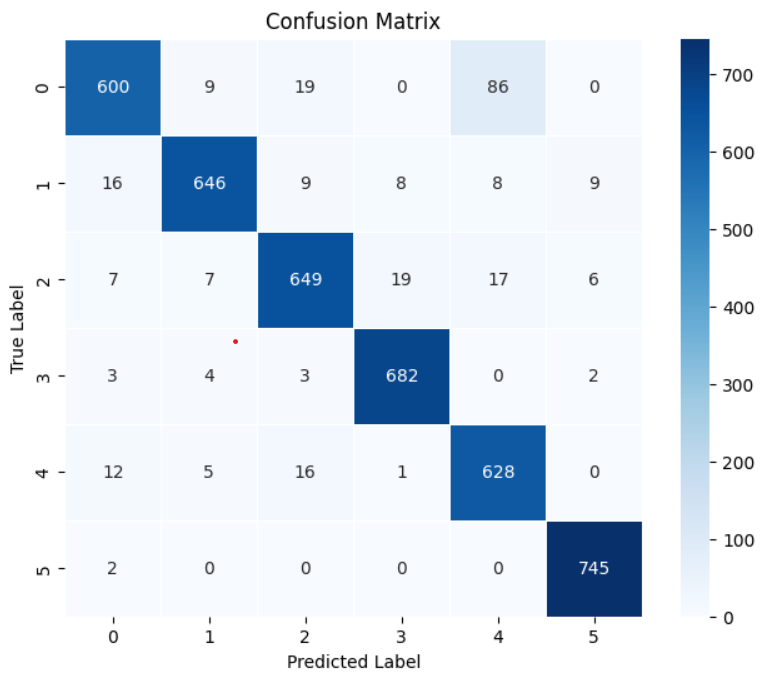 Confusion Matrix
0 600 9 19 0 86 0
1 16 646 9 8 8 9
2 7 7 649 19 17 6
3 3 4 3 682 0 2
4 12 5 16 1 628 0
5 2 0 0 0 0 745
0 1 2 3 4 5
True Label
Predicted Label
700
600
500
400
300
200
100
0